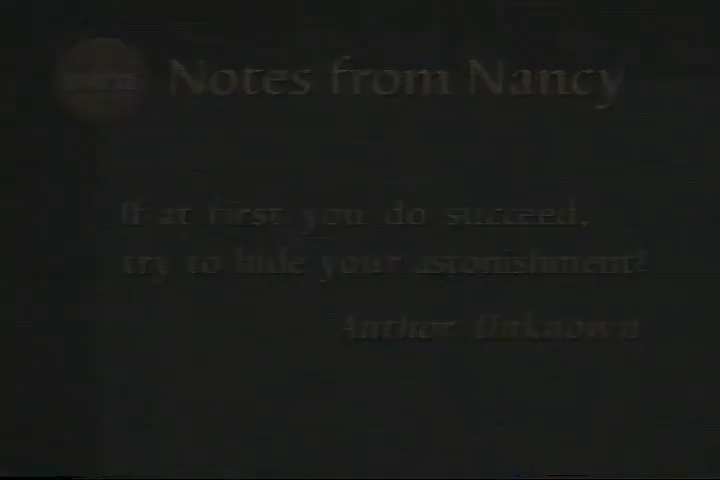 Notes from Nancy
If at first you do succeed,
try to hide your astonishment!
Author Unknown